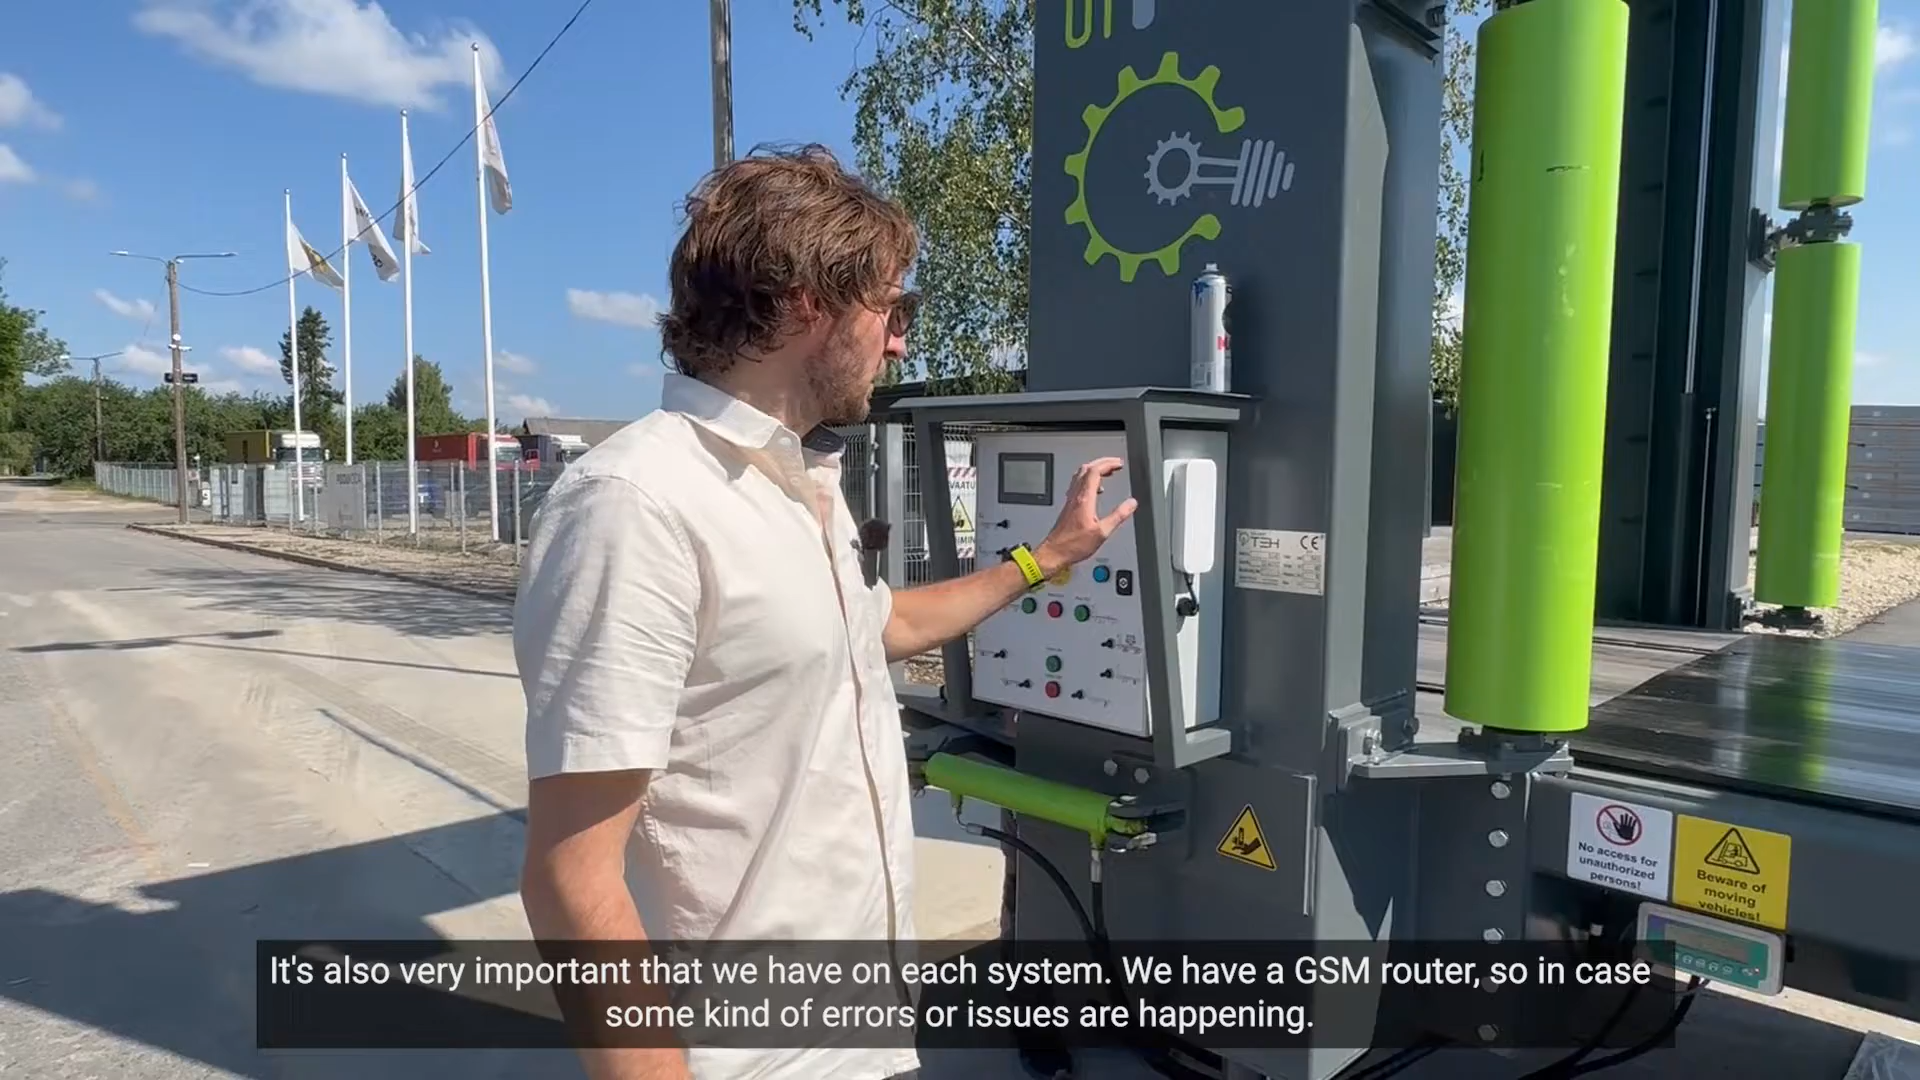 VAATU
TEH CE
No access for
unauthorized
persons!
Beware of
moving
vehicles!
It's also very important that we have on each system. We have a GSM router, so in case
some kind of errors or issues are happening.